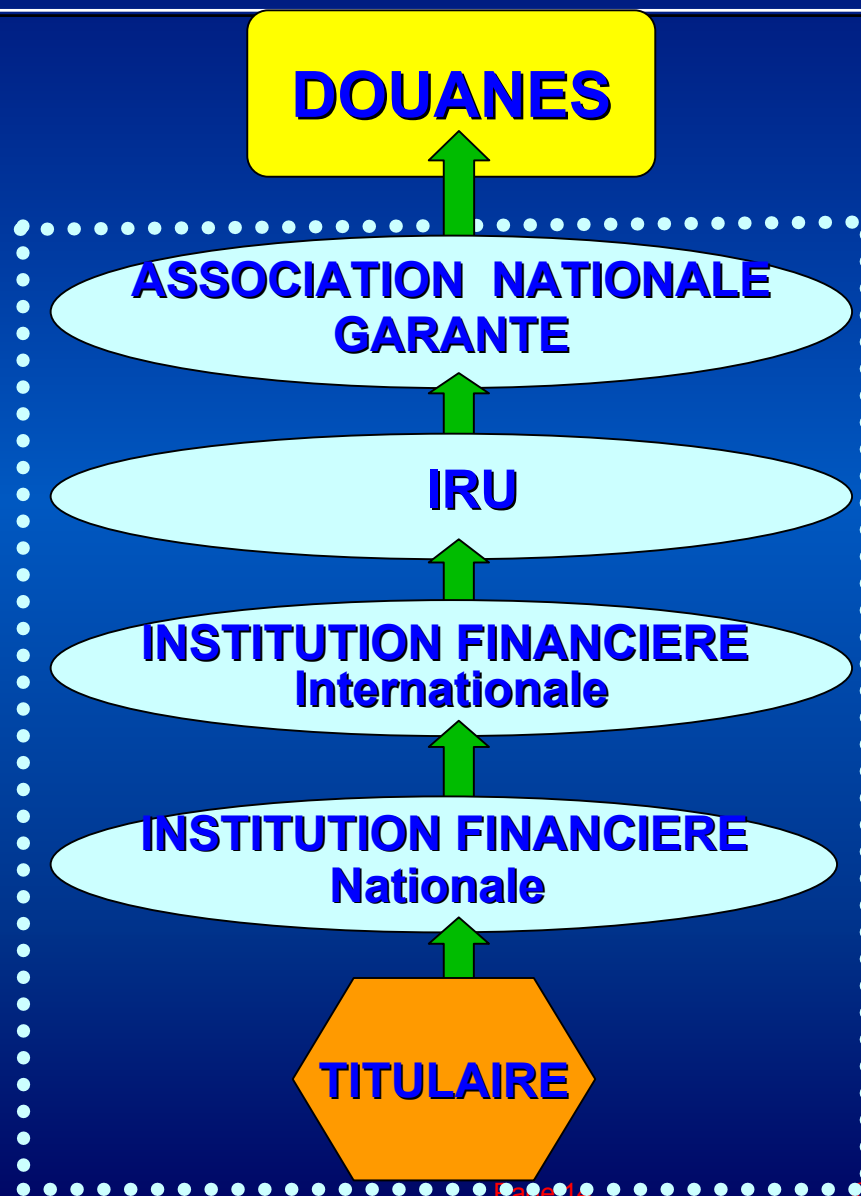 DOUANES
ASSOCIATION NATIONALE
GARANTE
IRU
INSTITUTION FINANCIERE
Internationale
INSTITUTION FINANCIERE
Nationale
TITULAIRE